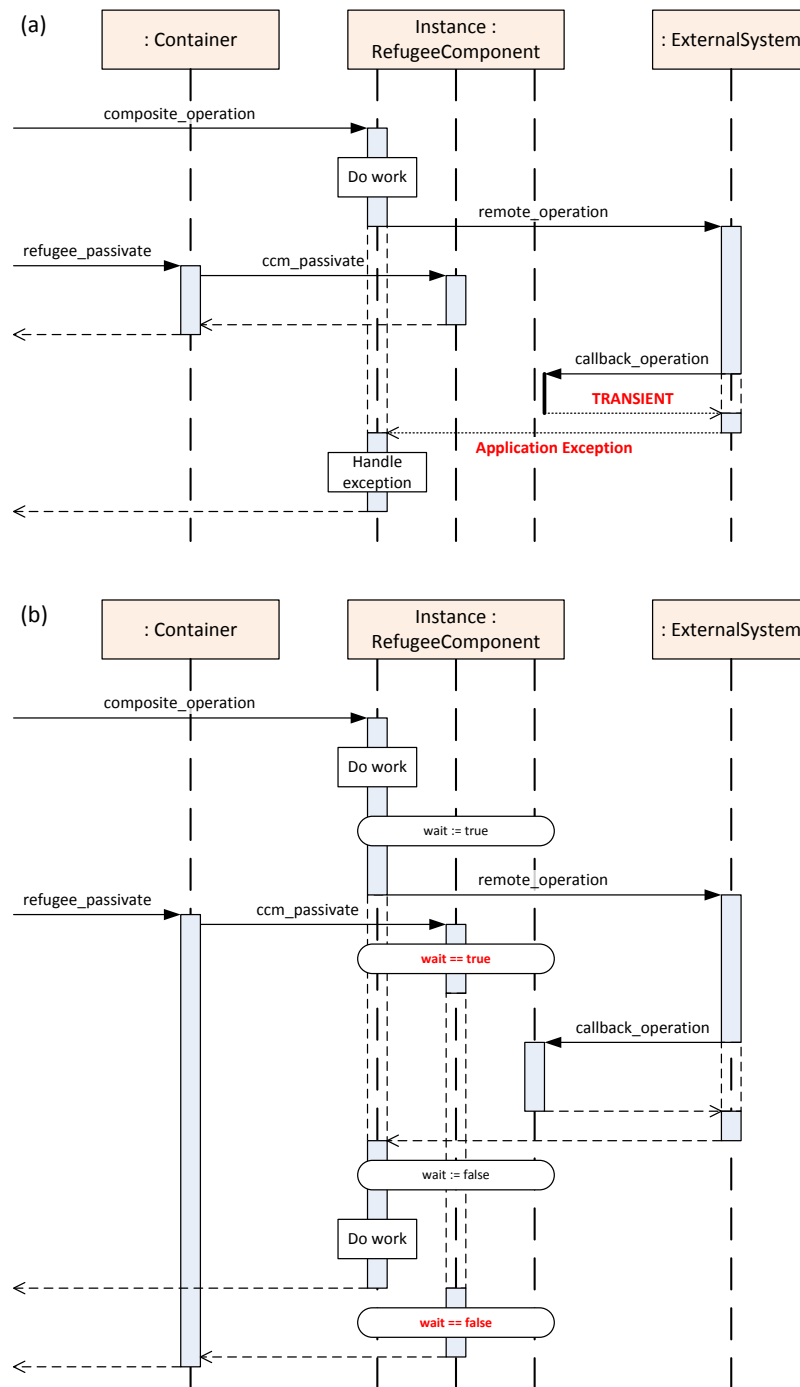 (a)
: Container
Instance :
RefugeeComponent
: ExternalSystem
composite_operation
Do work
remote_operation
refugee_passivate
ccm_passivate
callback_operation
TRANSIENT
Application Exception
Handle
exception
(b)
: Container
Instance :
RefugeeComponent
: ExternalSystem
composite_operation
Do work
wait := true
remote_operation
refugee_passivate
ccm_passivate
wait == true
callback_operation
wait := false
Do work
wait == false